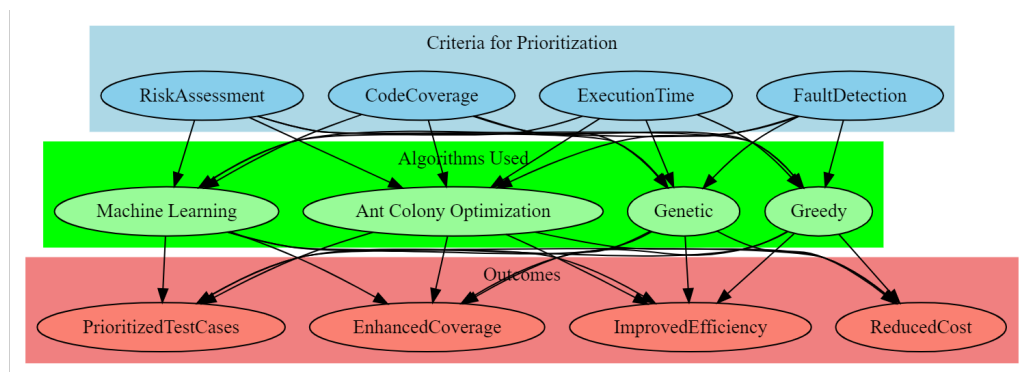 Criteria for Prioritization
RiskAssessment
CodeCoverage
ExecutionTime
FaultDetection
Algorithms Used
Machine Learning
Ant Colony Optimization
Genetic
Greedy
Outcomes
PrioritizedTestCases
EnhancedCoverage
ImprovedEfficiency
ReducedCost